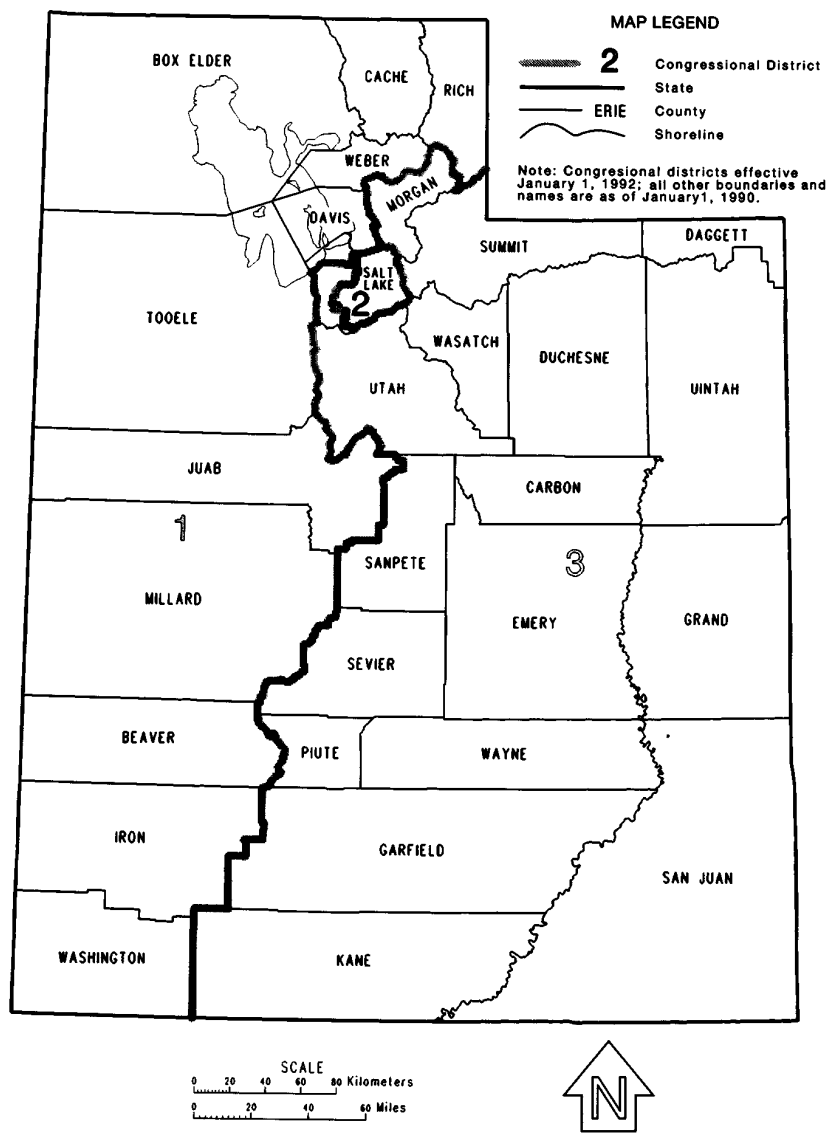 MAP LEGEND
2 Congressional District
State
ERIE County
Shoreline
Note: Congresional districts effective
January 1, 1992; all other boundaries and
names are as of January1, 1990.
BOX ELDER
CACHE
RICH
WEBER
MORGAN
DAVIS
SUMMIT
DAGGETT
SALT
LAKE
2
TOOELE
WASATCH
DUCHESNE
UTAH
UINTAH
JUAB
CARBON
1
SANPETE
3
MILLARD
EMERY
GRAND
SEVIER
BEAVER
PIUTE
WAYNE
IRON
GARFIELD
SAN JUAN
WASHINGTON
KANE
SCALE
0 20 40 60 80 Kilometers
0 20 40 60 Miles
N